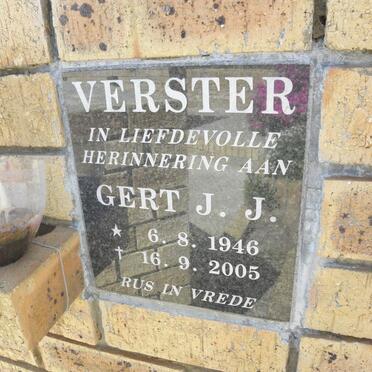 VERSTER
IN LIEFDEVOLLE
HERINNERING AAN
GERT J. J.
★ 6. 8. 1946
† 16. 9. 2005
RUS IN VREDE